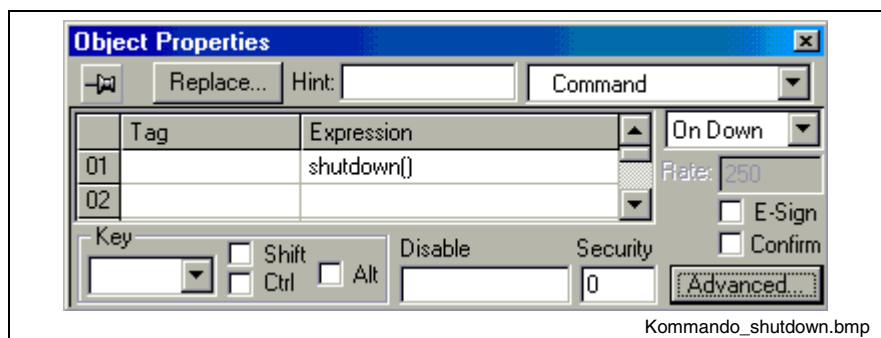 Object Properties
Replace... Hint: Command
Tag Expression On Down
01 shutdown() Rate: 250
02 E-Sign
Key Shift Disable Security Confirm
Ctrl Alt 0 Advanced...
Kommando_shutdown.bmp